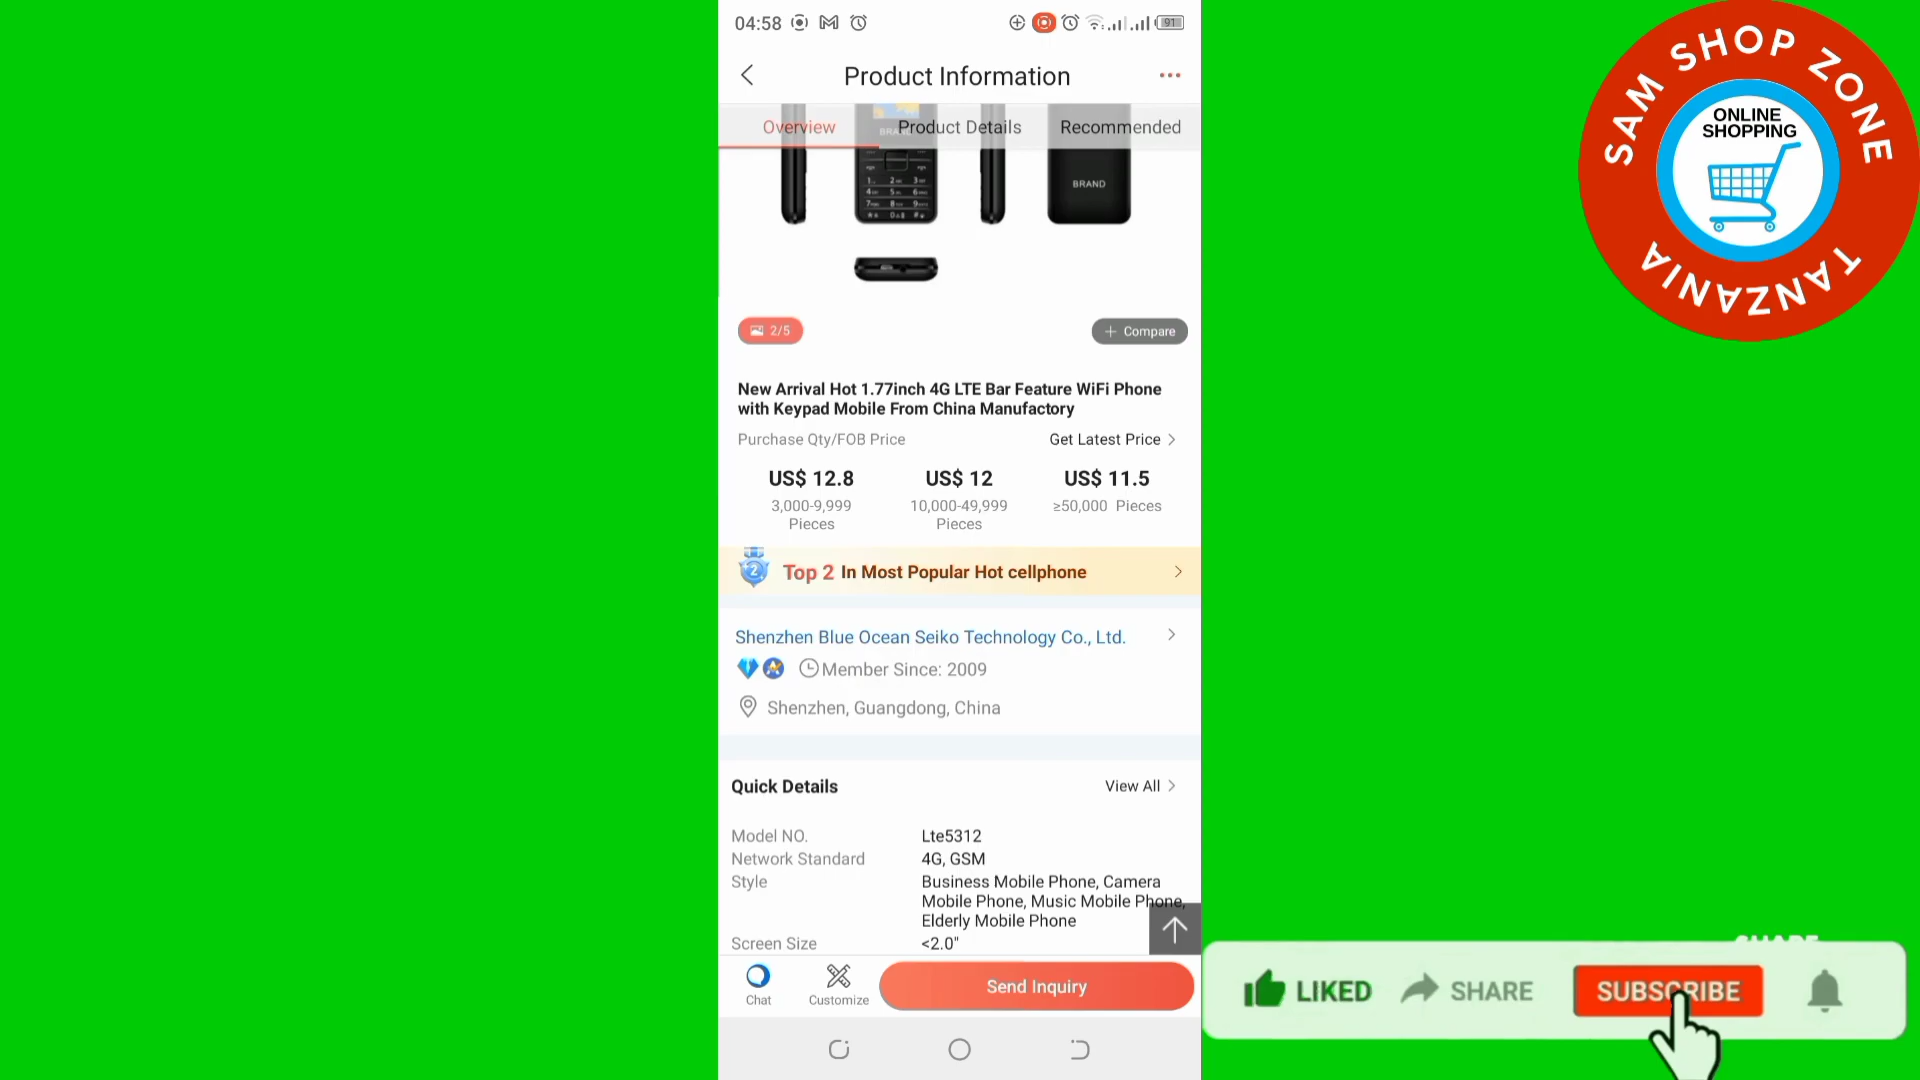 04:58
91
Product Information
Overview
Product Details
Recommended
BRAND
2/5
Compare
New Arrival Hot 1.77inch 4G LTE Bar Feature WiFi Phone
with Keypad Mobile From China Manufactory
Purchase Qty/FOB Price
Get Latest Price
US$ 12.8
US$ 12
US$ 11.5
3,000-9,999
Pieces
10,000-49,999
Pieces
≥50,000 Pieces
2
Top 2 In Most Popular Hot cellphone
Shenzhen Blue Ocean Seiko Technology Co., Ltd.
Member Since: 2009
Shenzhen, Guangdong, China
Quick Details
View All
Model NO.
Lte5312
Network Standard
4G, GSM
Style
Business Mobile Phone, Camera
Mobile Phone, Music Mobile Phone,
Elderly Mobile Phone
Screen Size
<2.0"
Chat
Customize
Send Inquiry
SAM SHOP ZONE
ONLINE
SHOPPING
TANZANIA
SHARE
LIKED
SHARE
SUBSCRIBE